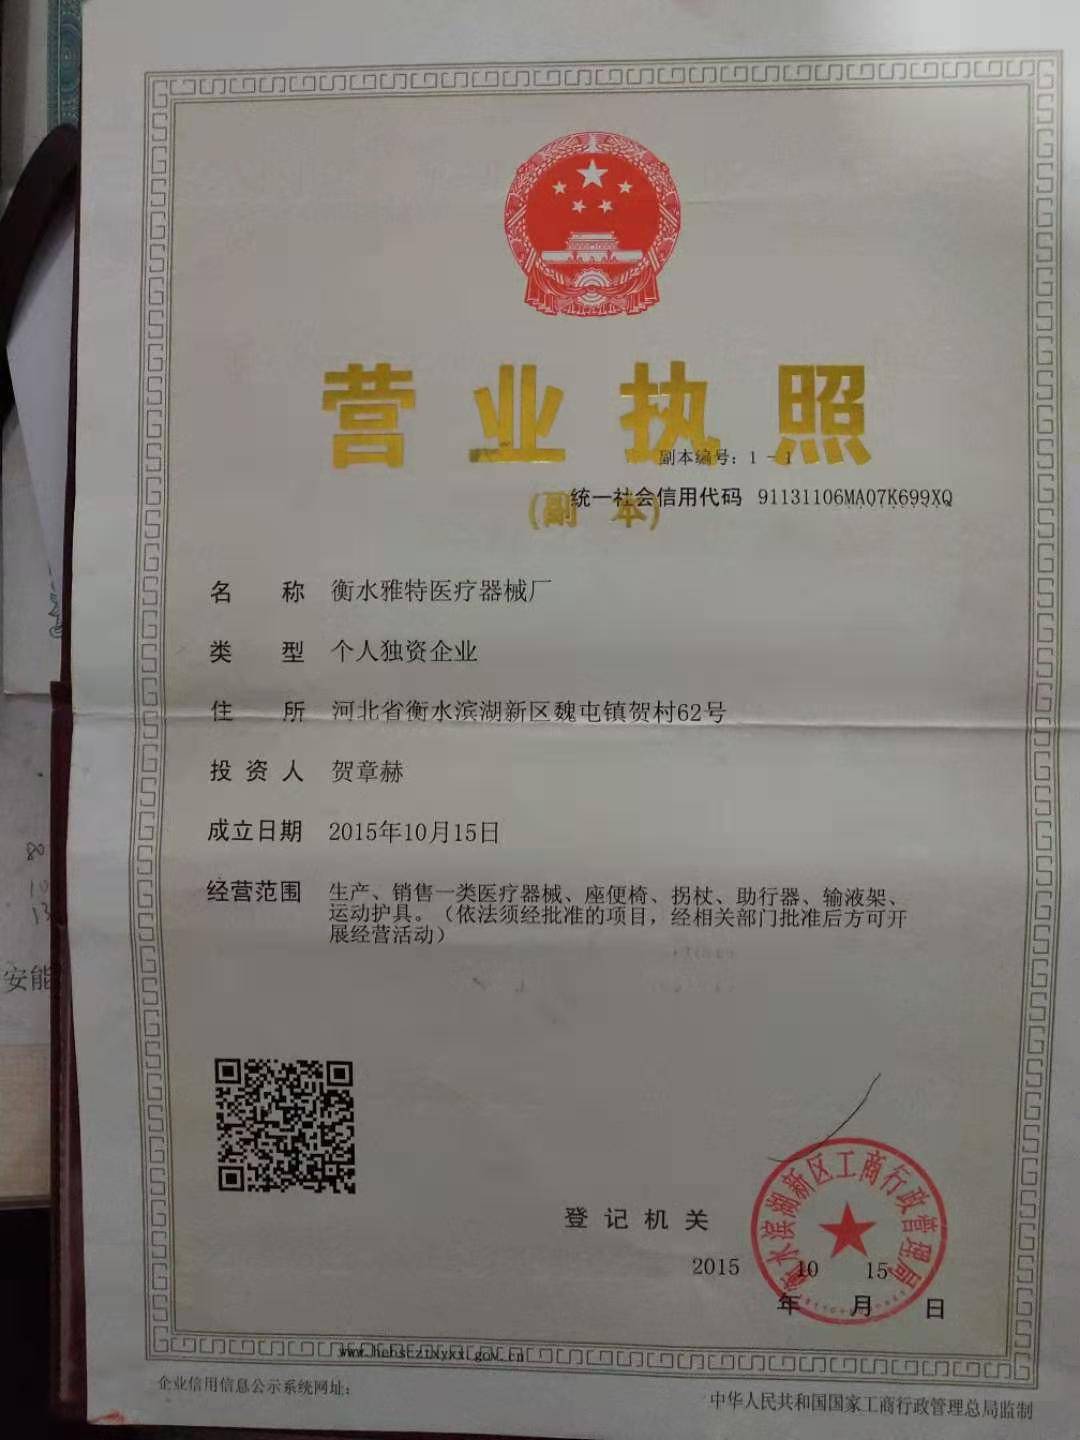 营业执照
副本编号：1－1
(副 本)
统一社会信用代码 91131106MA07K699XQ
名 称 衡水雅特医疗器械厂
类 型 个人独资企业
住 所 河北省衡水滨湖新区魏屯镇贺村62号
投资人 贺章赫
成立日期 2015年10月15日
经营范围 生产、销售一类医疗器械、座便椅、拐杖、助行器、输液架、
运动护具。（依法须经批准的项目，经相关部门批准后方可开
展经营活动）
衡水滨湖新区工商行政管理局
登记机关
2015 10 15
年 月 日
www.hebscztxyxx.gov.cn
企业信用信息公示系统网址：
中华人民共和国国家工商行政管理总局监制
80
10
13
安能